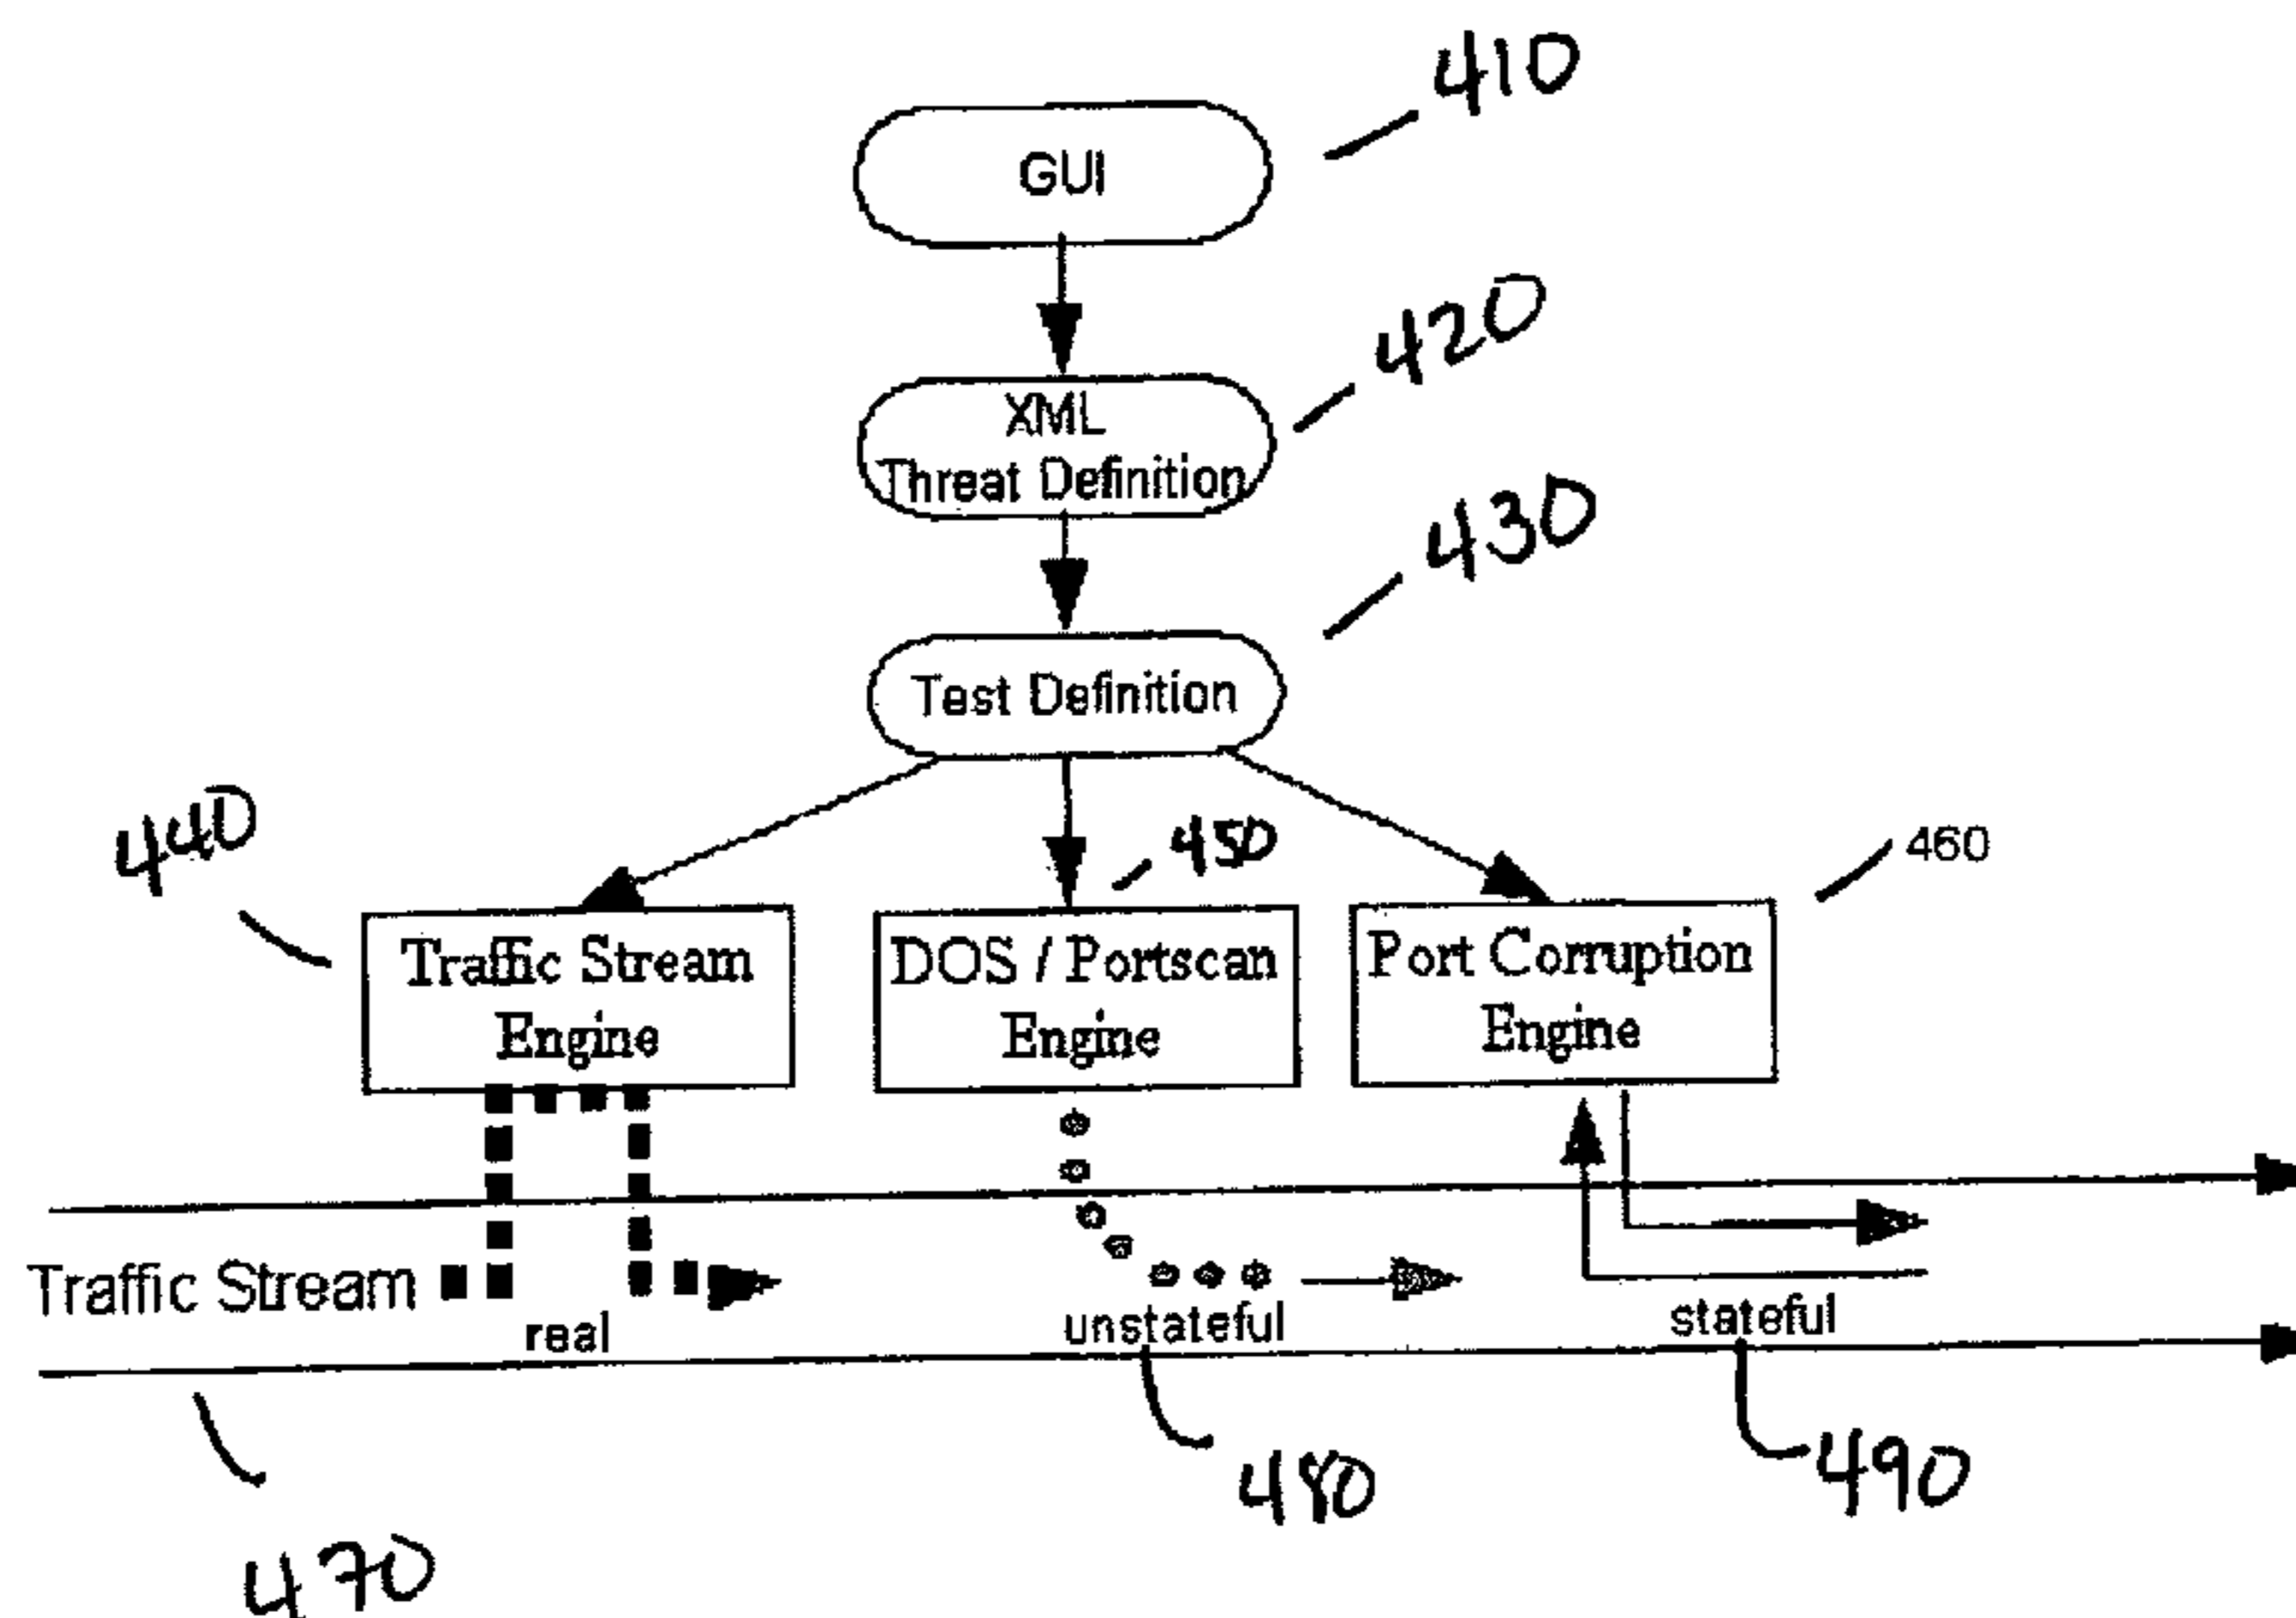 410
GUI
420
XML
Threat Definition
430
Test Definition
440
450
460
Traffic Stream
Engine
DOS / Portscan
Engine
Port Corruption
Engine
Traffic Stream
real
unstateful
stateful
470
480
490